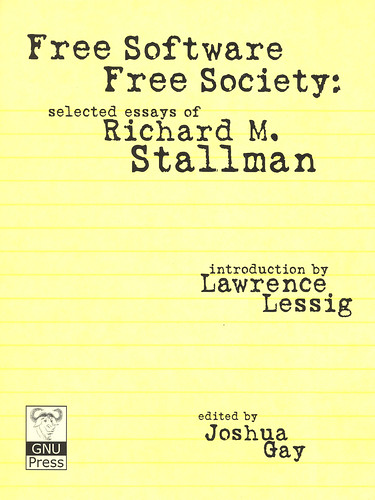 Free Software
Free Society:
selected essays of
Richard M.
Stallman
introduction by
Lawrence
Lessig
edited by
Joshua
Gay
GNU
Press